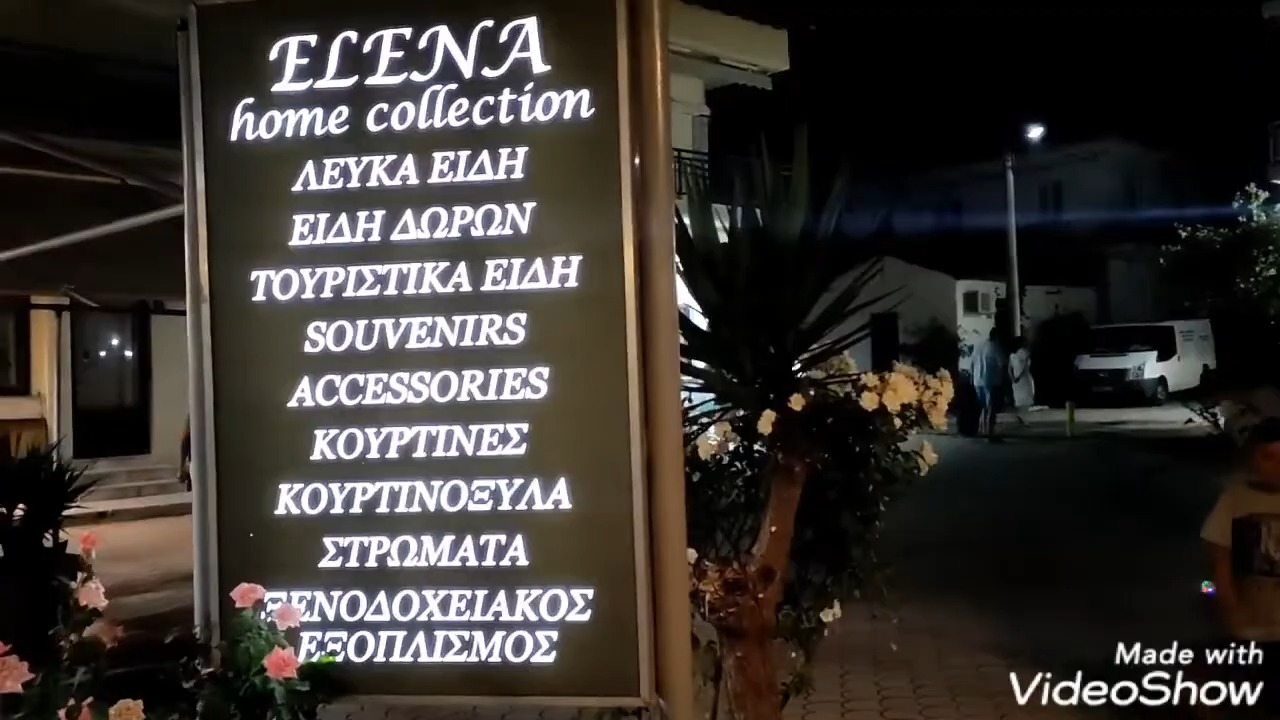 ELENA
home collection
ΛΕΥΚΑ ΕΙΔΗ
ΕΙΔΗ ΔΩΡΩΝ
ΤΟΥΡΙΣΤΙΚΑ ΕΙΔΗ
SOUVENIRS
ACCESSORIES
ΚΟΥΡΤΙΝΕΣ
ΚΟΥΡΤΙΝΟΞΥΛΑ
ΣΤΡΩΜΑΤΑ
ΞΕΝΟΔΟΧΕΙΑΚΟΣ
ΕΞΟΠΛΙΣΜΟΣ
Made with
VideoShow